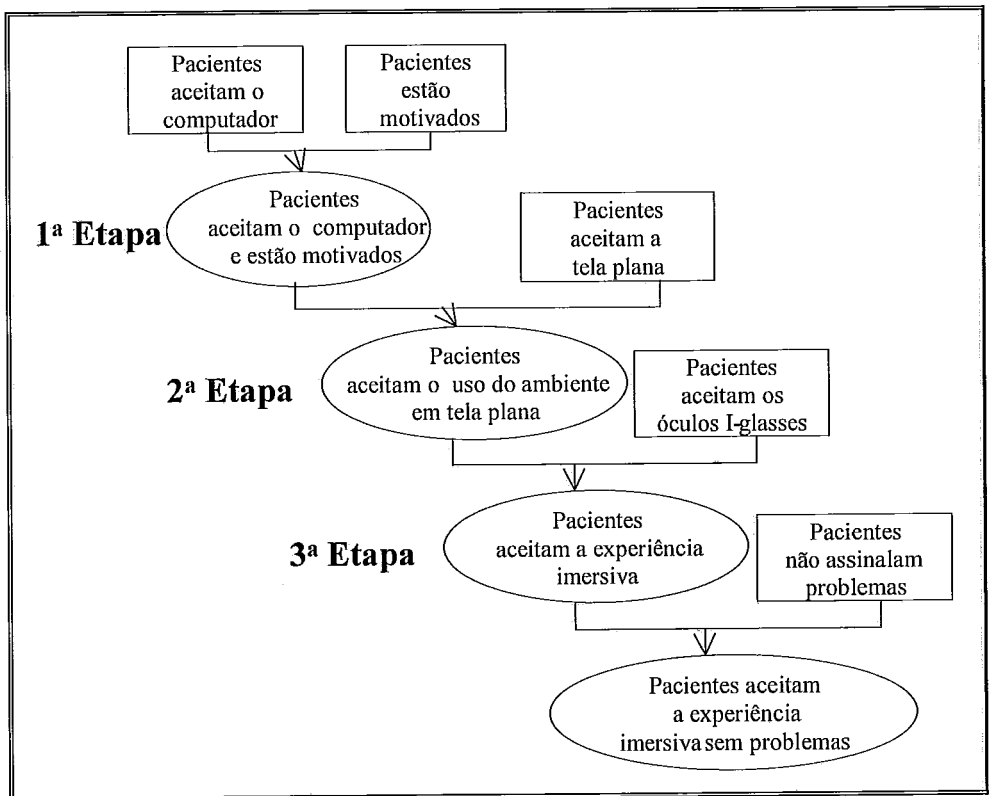 Pacientes
aceitam o
computador
Pacientes
estão
motivados
1ª Etapa
Pacientes
aceitam o computador
e estão motivados
Pacientes
aceitam a
tela plana
2ª Etapa
Pacientes
aceitam o uso do ambiente
em tela plana
Pacientes
aceitam os
óculos I-glasses
3ª Etapa
Pacientes
aceitam a experiência
imersiva
Pacientes
não assinalam
problemas
Pacientes aceitam
a experiência
imersiva sem problemas